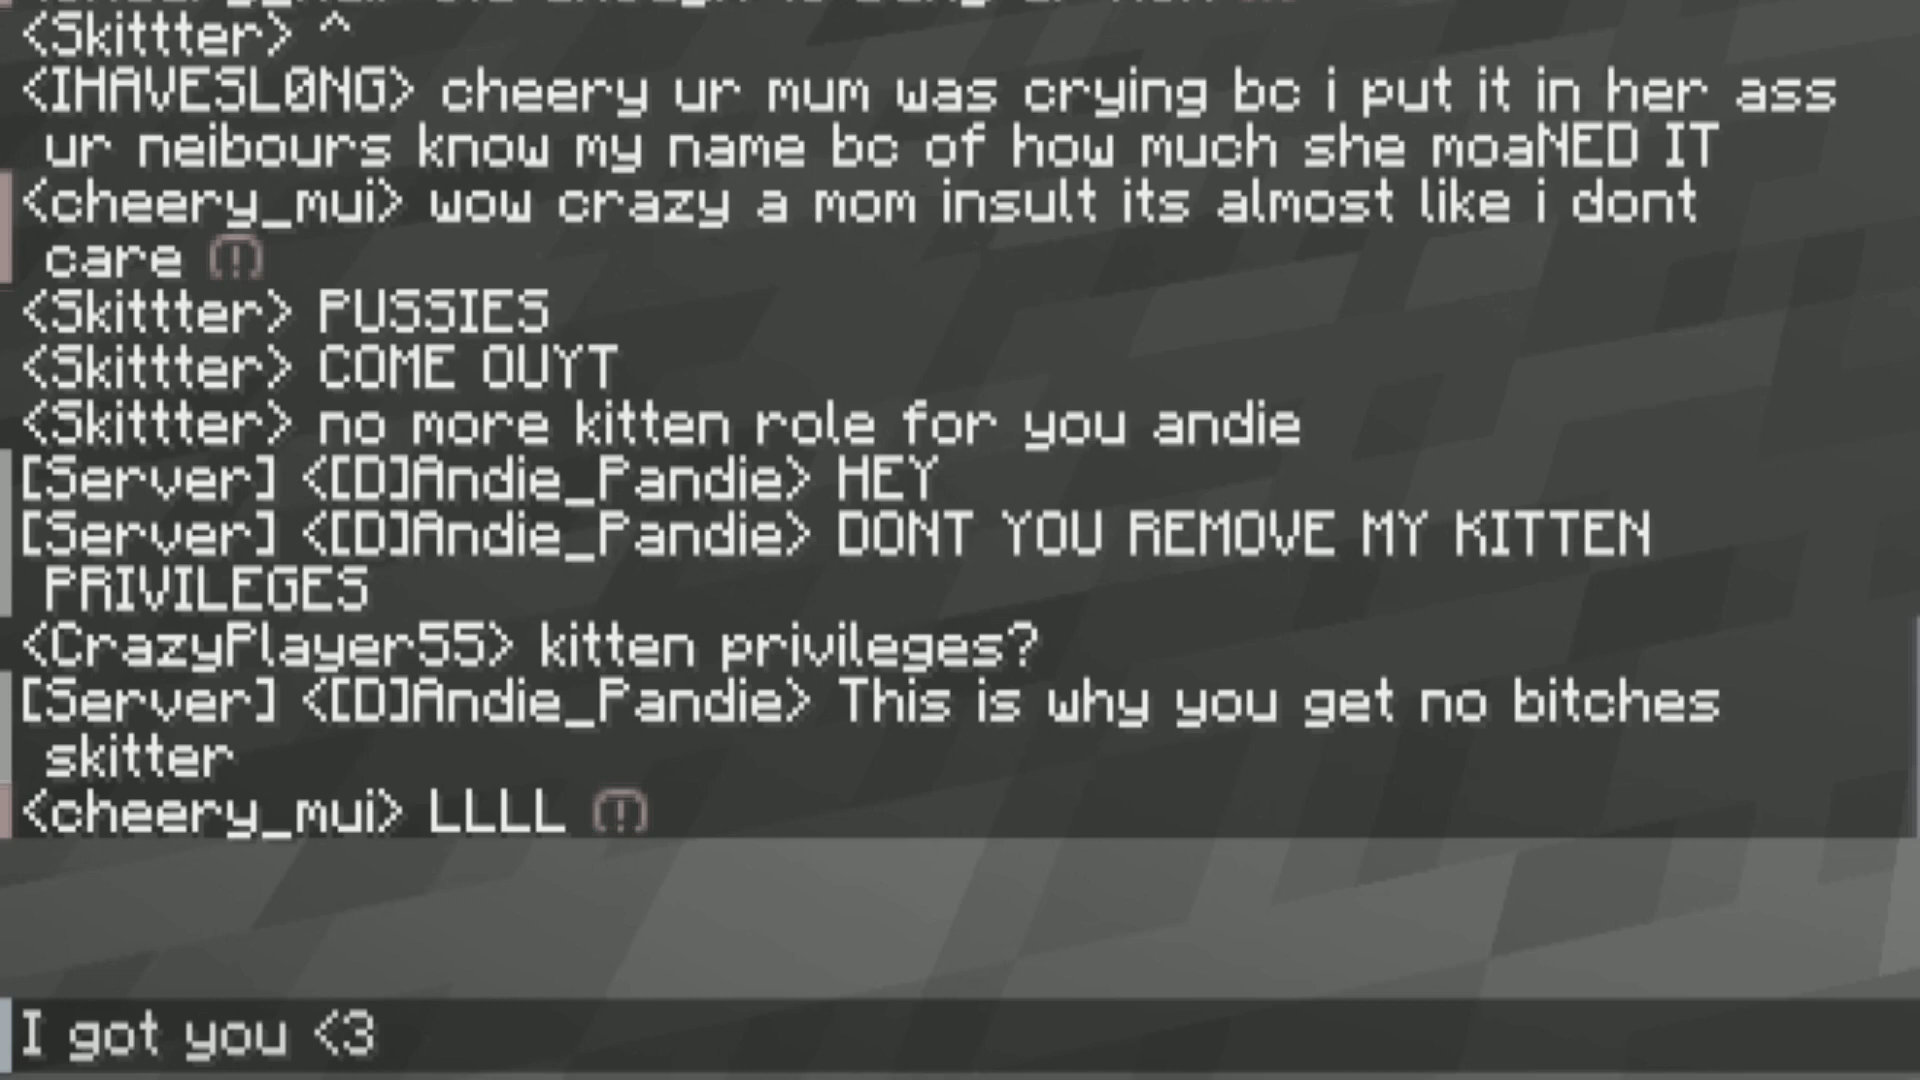 <Skittter> ^
<IHAVESL0NG> cheery ur mum was crying bc i put it in her ass
ur neibours know my name bc of how much she moaNED IT
<cheery_mui> wow crazy a mom insult its almost like i dont
care
<Skittter> PUSSIES
<Skittter> COME OUYT
<Skittter> no more kitten role for you andie
[Server] <[D]Andie_Pandie> HEY
[Server] <[D]Andie_Pandie> DONT YOU REMOVE MY KITTEN
PRIVILEGES
<CrazyPlayer55> kitten privileges?
[Server] <[D]Andie_Pandie> This is why you get no bitches
skitter
<cheery_mui> LLLL
I got you <3